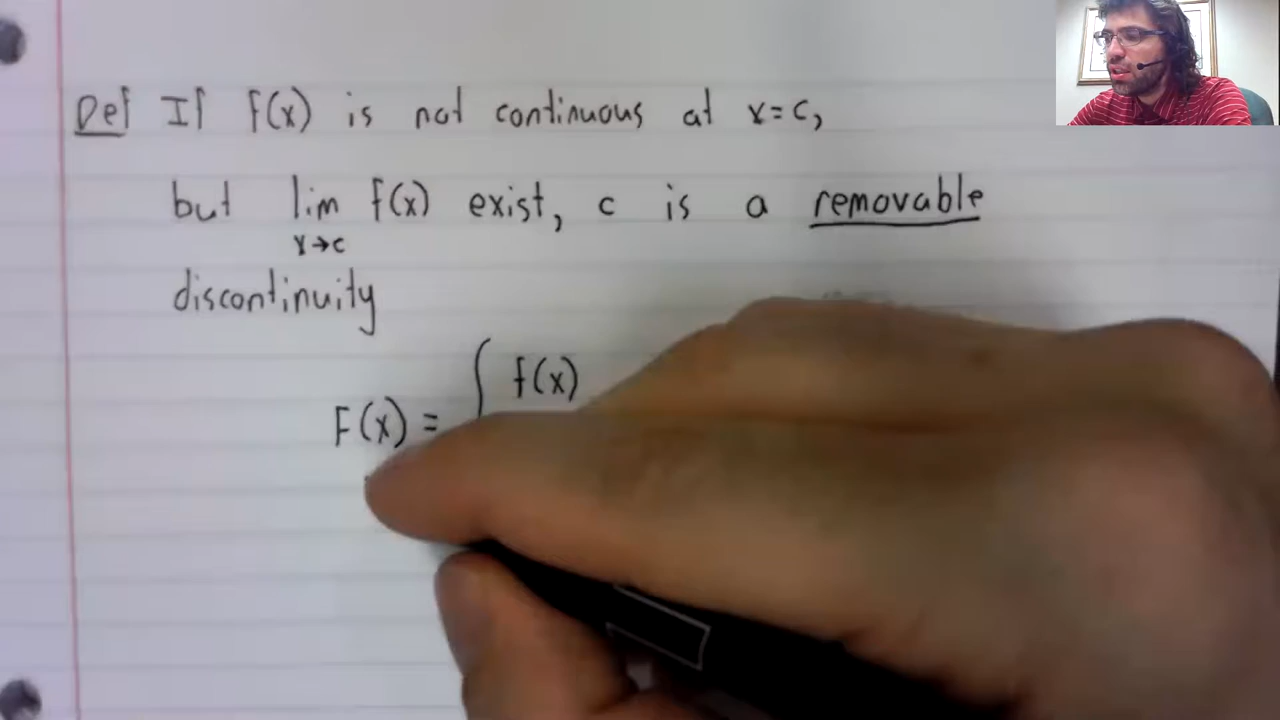 Def If f(x) is not continuous at x=c,
but lim f(x) exist, c is a removable
x→c
discontinuity
f(x)
F(x) =